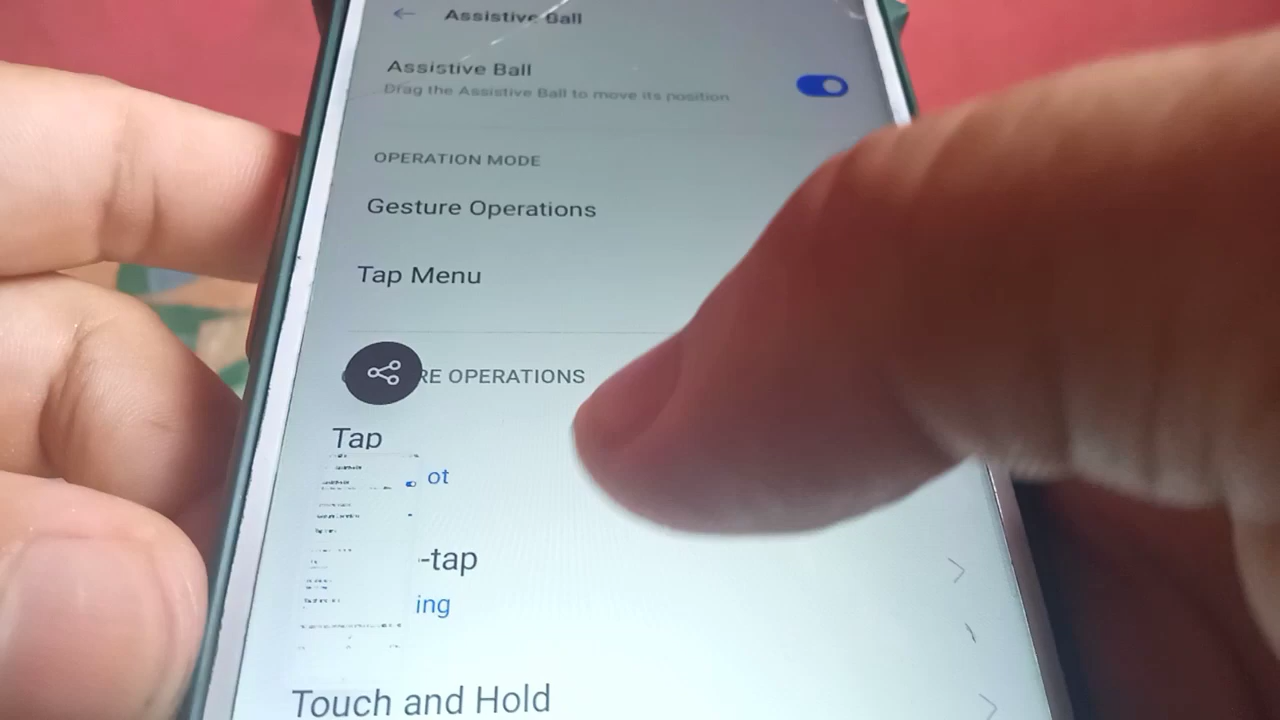 Assistive Ball
Assistive Ball
Drag the Assistive Ball to move its position
OPERATION MODE
Gesture Operations
Tap Menu
RE OPERATIONS
Tap
ot
-tap
ing
Touch and Hold